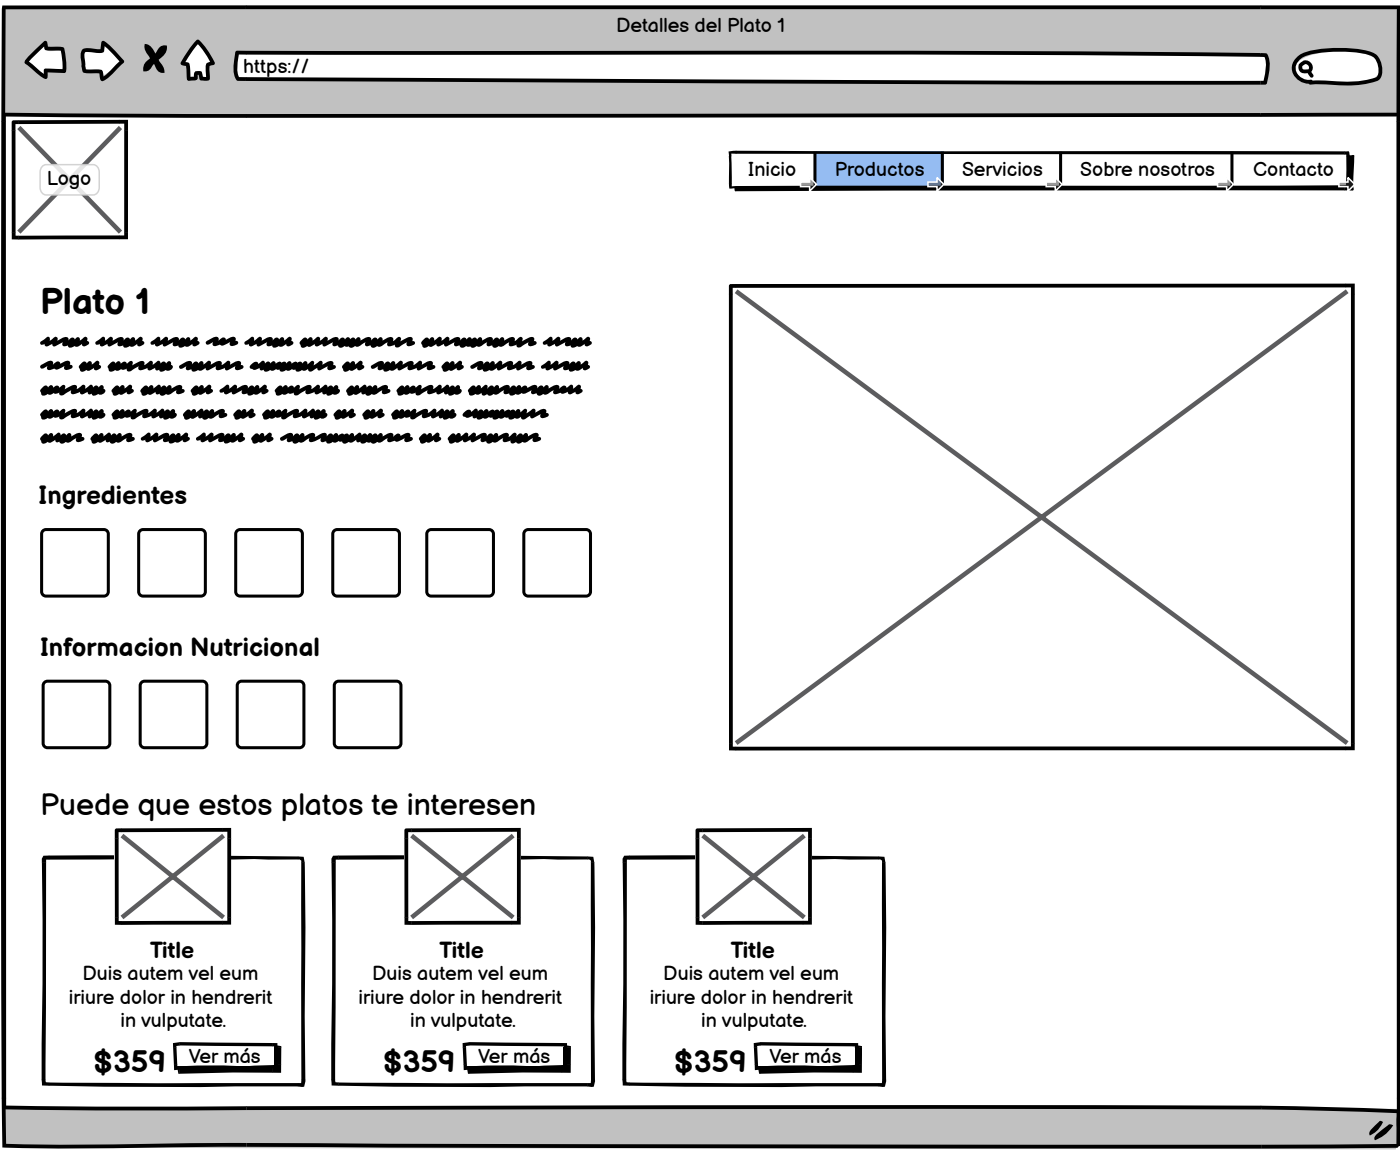 Detalles del Plato 1
https://
Logo
Inicio Productos Servicios Sobre nosotros Contacto
Plato 1
Ingredientes
Informacion Nutricional
Puede que estos platos te interesen
Title
Duis autem vel eum
iriure dolor in hendrerit
in vulputate.
$359 Ver más
Title
Duis autem vel eum
iriure dolor in hendrerit
in vulputate.
$359 Ver más
Title
Duis autem vel eum
iriure dolor in hendrerit
in vulputate.
$359 Ver más